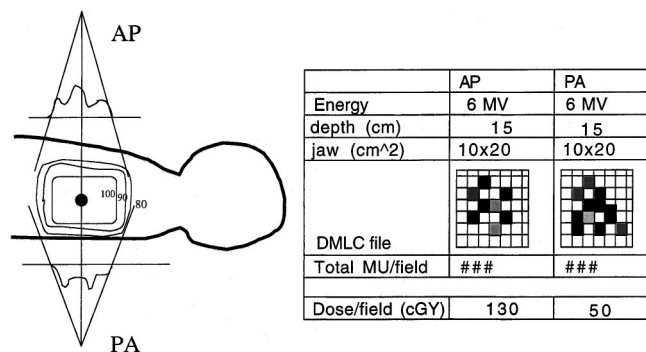 AP
100 90 80
PA
AP PA
Energy 6 MV 6 MV
depth (cm) 15 15
jaw (cm^2) 10x20 10x20
DMLC file
Total MU/field ### ###
Dose/field (cGY) 130 50